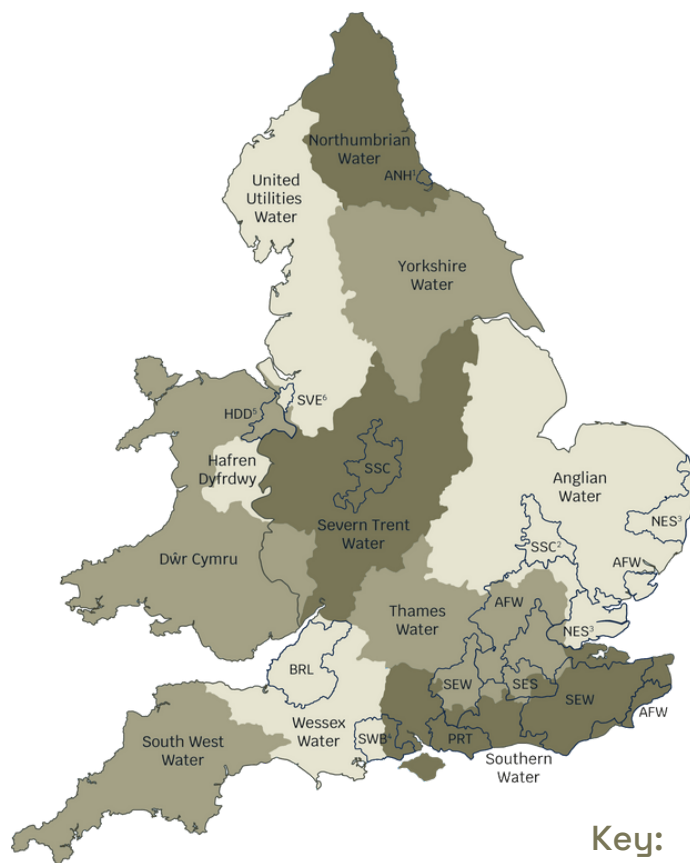 Northumbrian
Water
ANH¹
United
Utilities
Water
Yorkshire
Water
SVE⁶
HDD⁵
Hafren
Dyfrdwy
SSC
Severn Trent
Water
Anglian
Water
NES³
SSC²
AFW
Dŵr Cymru
Thames
Water
AFW
NES³
BRL
SEW
SES
SEW
AFW
Wessex
Water
SWB⁴
PRT
South West
Water
Southern
Water
Key: